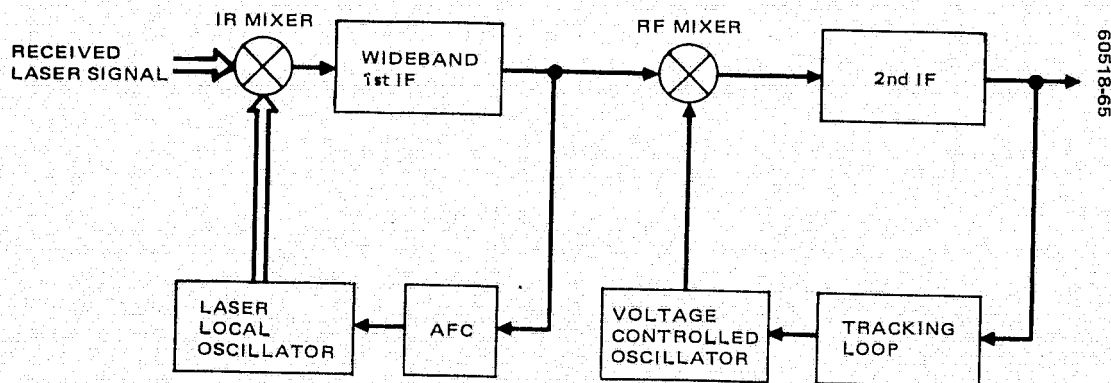 IR MIXER
RECEIVED
LASER SIGNAL
WIDEBAND
1st IF
RF MIXER
2nd IF
60518-65
LASER
LOCAL
OSCILLATOR
AFC
VOLTAGE
CONTROLLED
OSCILLATOR
TRACKING
LOOP